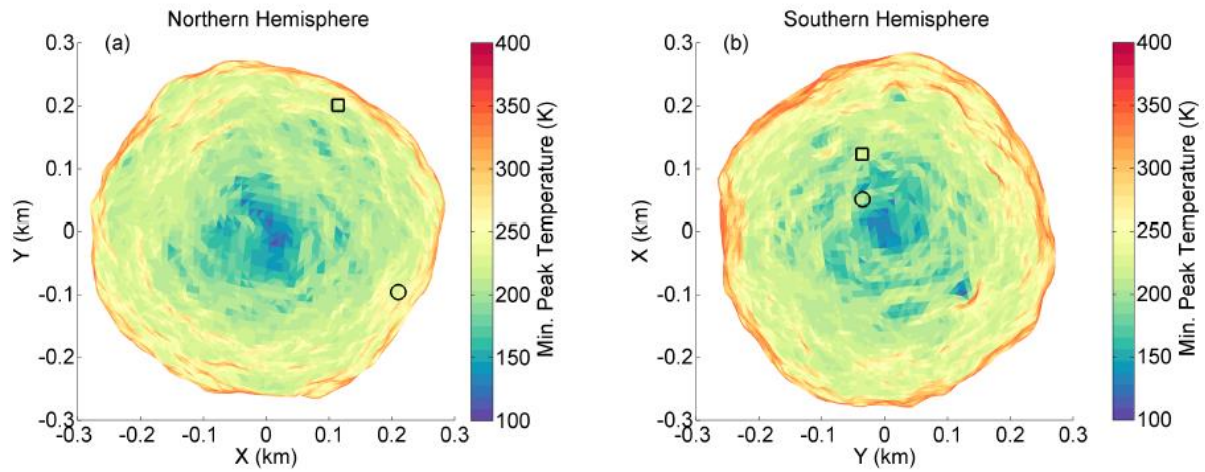 Northern Hemisphere
(a)
0.3
0.2
0.1
0
-0.1
-0.2
-0.3
Y (km)
-0.3 -0.2 -0.1 0 0.1 0.2 0.3
X (km)
400
350
300
250
200
150
100
Min. Peak Temperature (K)
Southern Hemisphere
(b)
0.3
0.2
0.1
0
-0.1
-0.2
-0.3
X (km)
-0.3 -0.2 -0.1 0 0.1 0.2 0.3
Y (km)
400
350
300
250
200
150
100
Min. Peak Temperature (K)